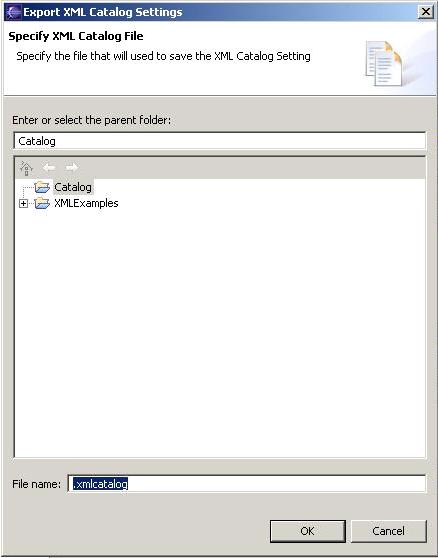 Export XML Catalog Settings
Specify XML Catalog File
Specify the file that will used to save the XML Catalog Setting
Enter or select the parent folder:
Catalog
Catalog
XMLExamples
File name: .xmlcatalog
OK Cancel